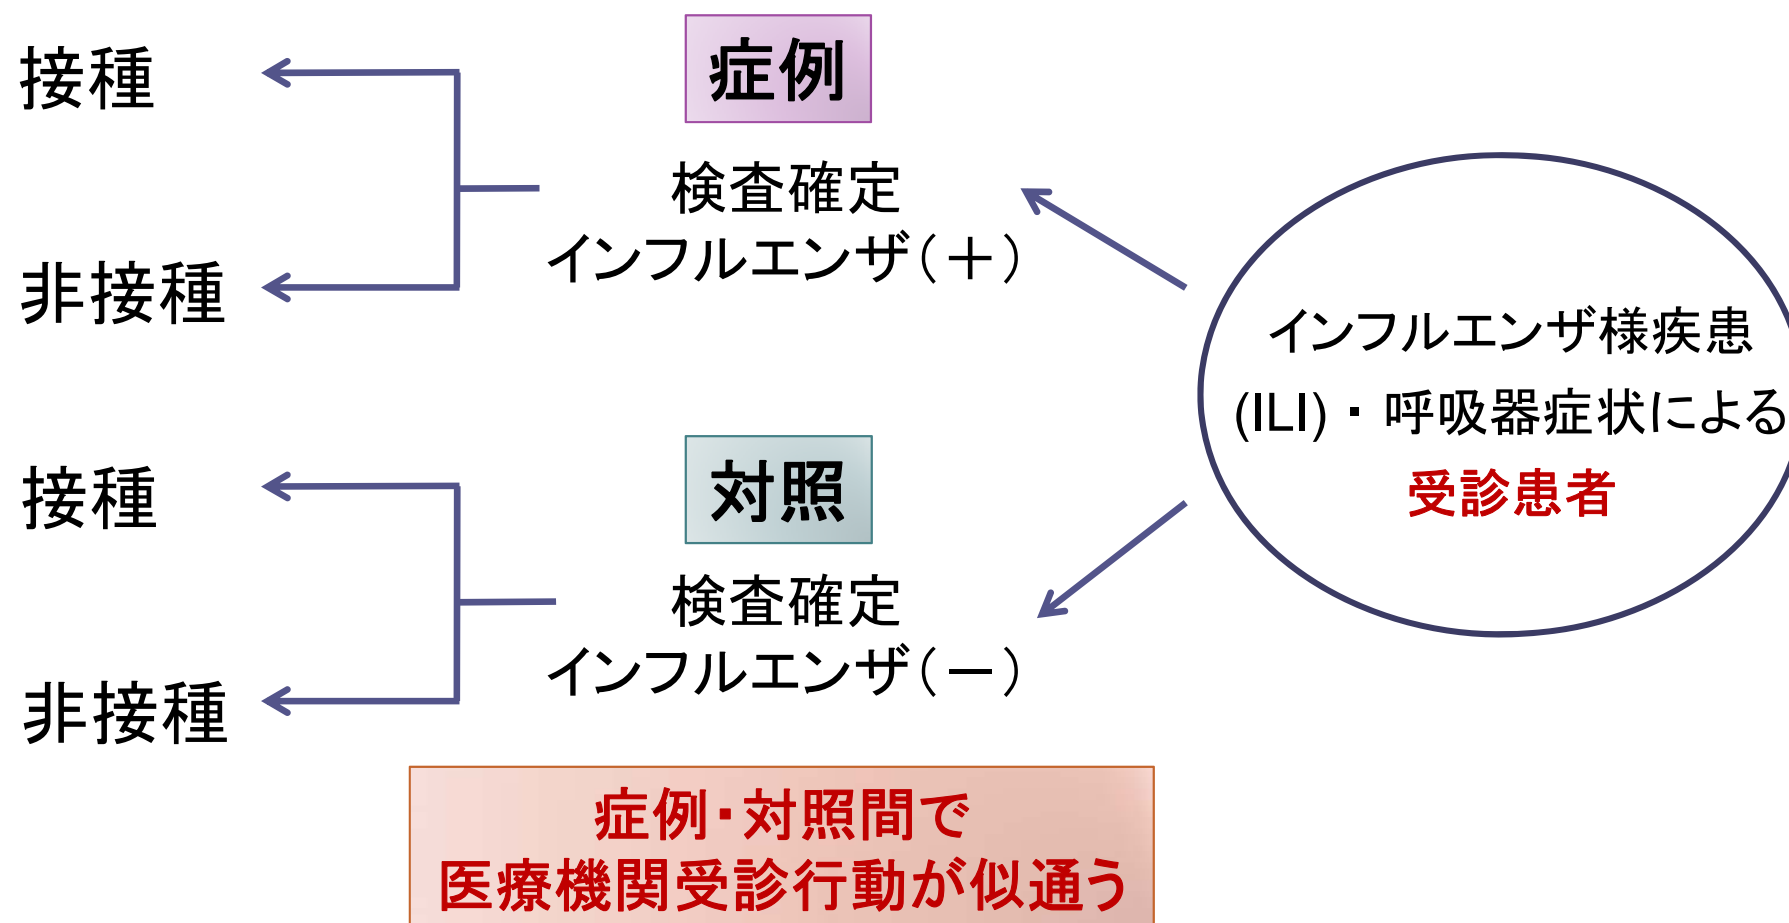 症例
接種
検査確定
インフルエンザ（＋）
非接種
インフルエンザ様疾患
(ILI)・呼吸器症状による
受診患者
対照
接種
検査確定
インフルエンザ（－）
非接種
症例・対照間で
医療機関受診行動が似通う